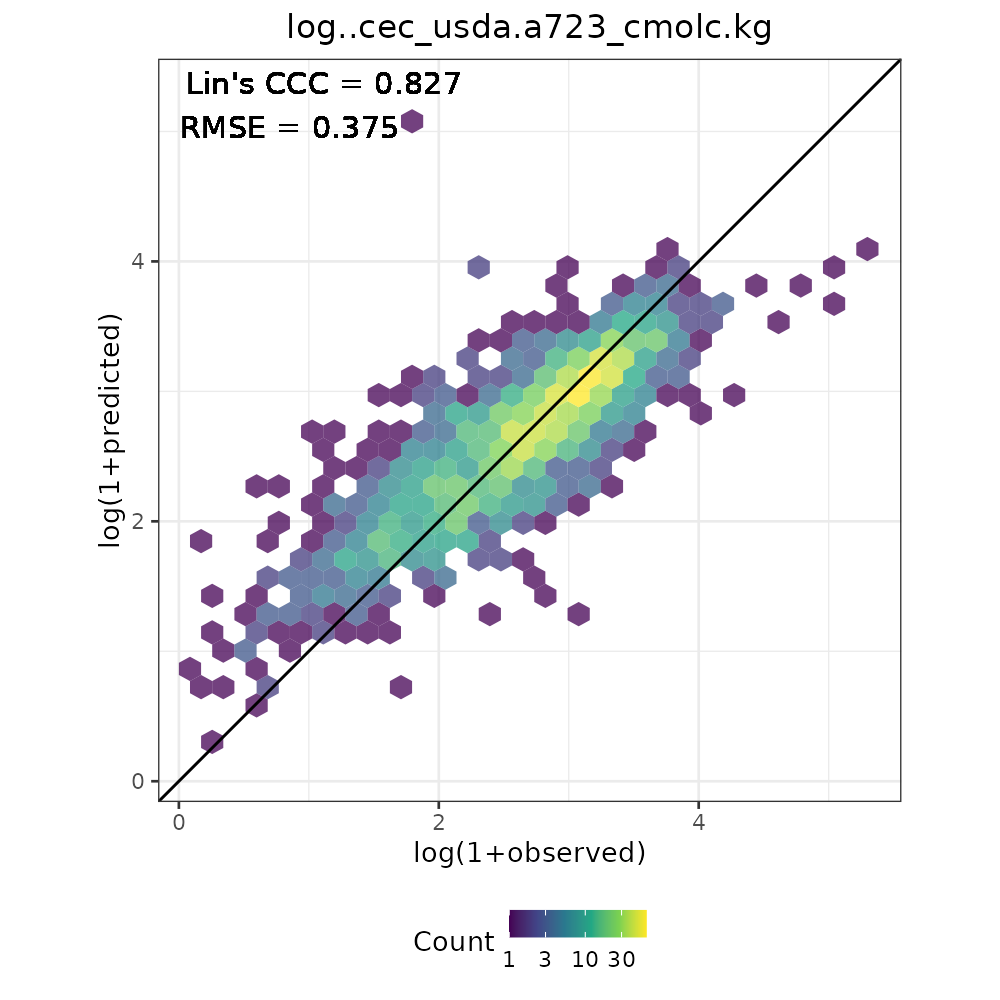 log..cec_usda.a723_cmolc.kg
Lin's CCC = 0.827
RMSE = 0.375
log(1+predicted)
4
2
0
0 2 4
log(1+observed)
Count
1 3 10 30